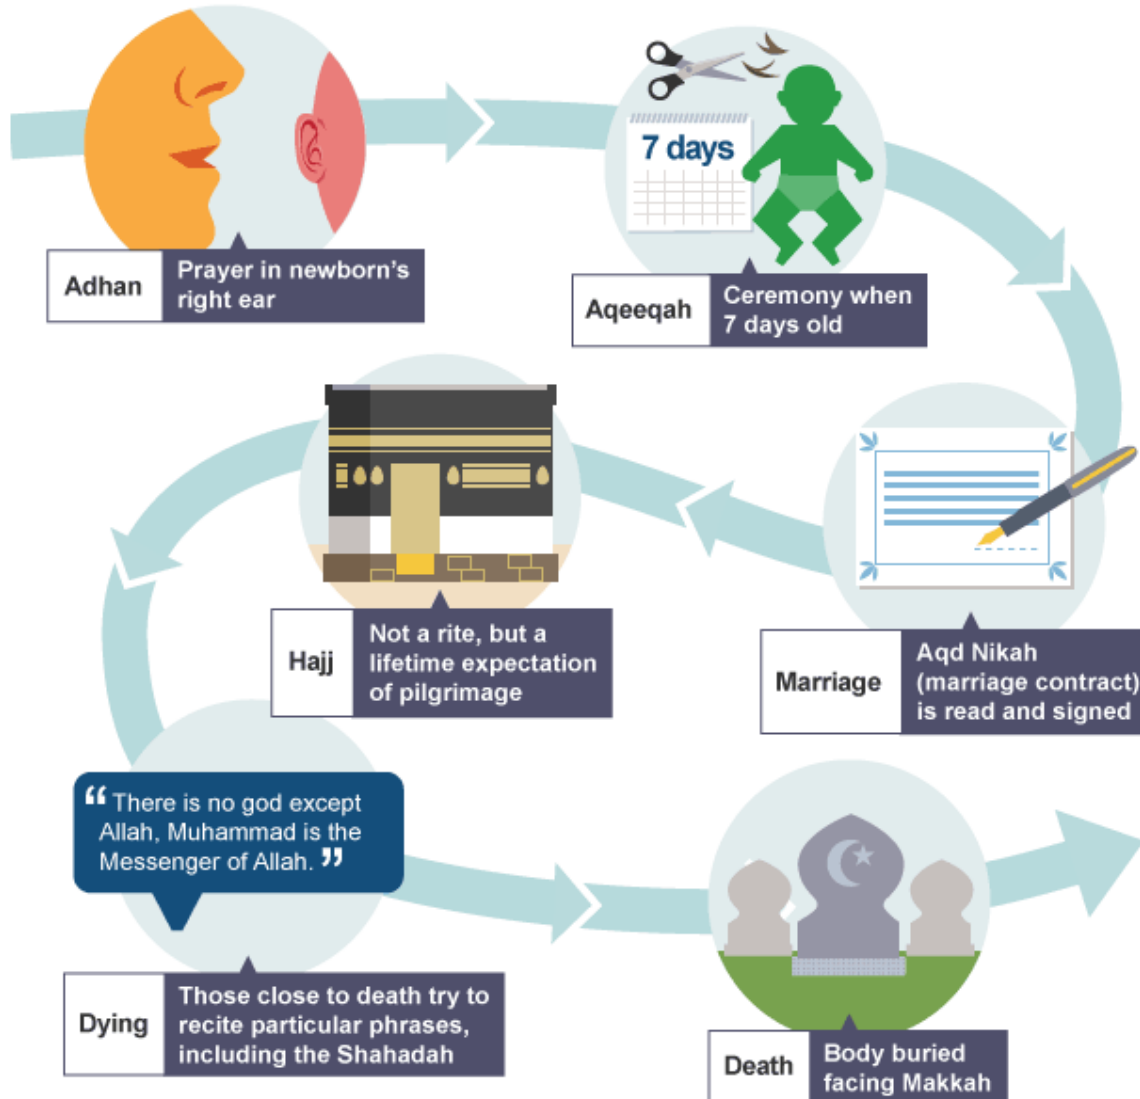 Adhan
Prayer in newborn's
right ear
7 days
Aqeeqah
Ceremony when
7 days old
Marriage
Aqd Nikah
(marriage contract)
is read and signed
Hajj
Not a rite, but a
lifetime expectation
of pilgrimage
“ There is no god except
Allah, Muhammad is the
Messenger of Allah. ”
Dying
Those close to death try to
recite particular phrases,
including the Shahadah
Death
Body buried
facing Makkah